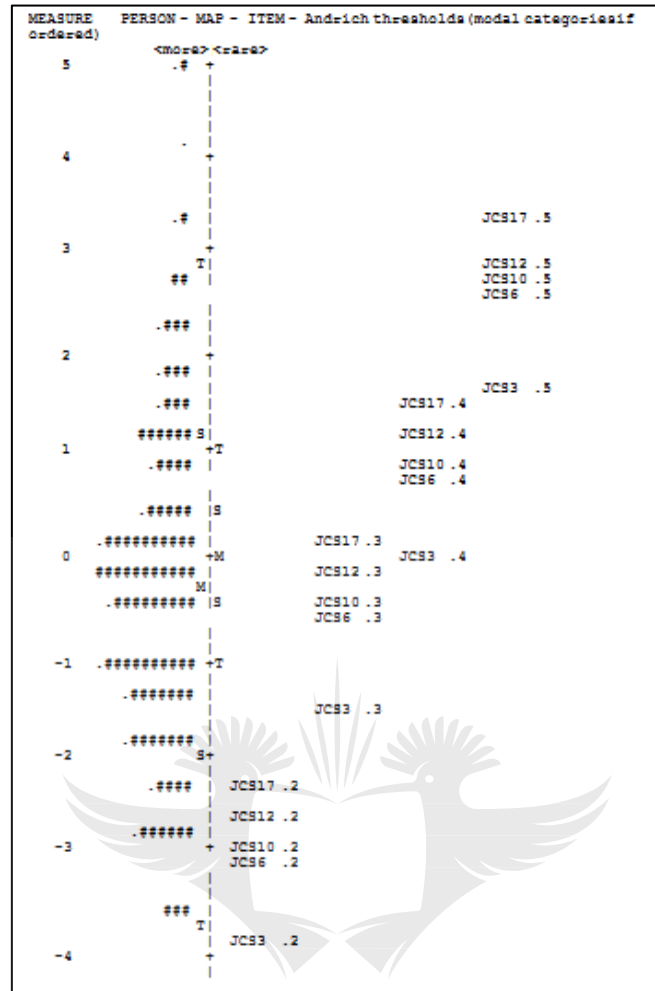 MEASURE PERSON - MAP - ITEM - Andrich thresholds(modal categoriesif
ordered)
<more> <rare>
5 .# +
|
|
|
|
. |
4 +
|
|
|
.# | JCS17 .5
3 +
T| JCS12 .5
## | JCS10 .5
JCS6 .5
.### |
2 +
.### |
JCS3 .5
.### | JCS17 .4
###### S| JCS12 .4
1 +T
.#### | JCS10 .4
JCS6 .4
.##### |S
.########## | JCS17 .3
0 +M JCS3 .4
########### | JCS12 .3
M|
.######### |S JCS10 .3
JCS6 .3
-1 .########## +T
.####### |
| JCS3 .3
.####### |
-2 S+
.#### | JCS17 .2
| JCS12 .2
.###### |
-3 + JCS10 .2
JCS6 .2
|
### |
T|
| JCS3 .2
-4 +
|